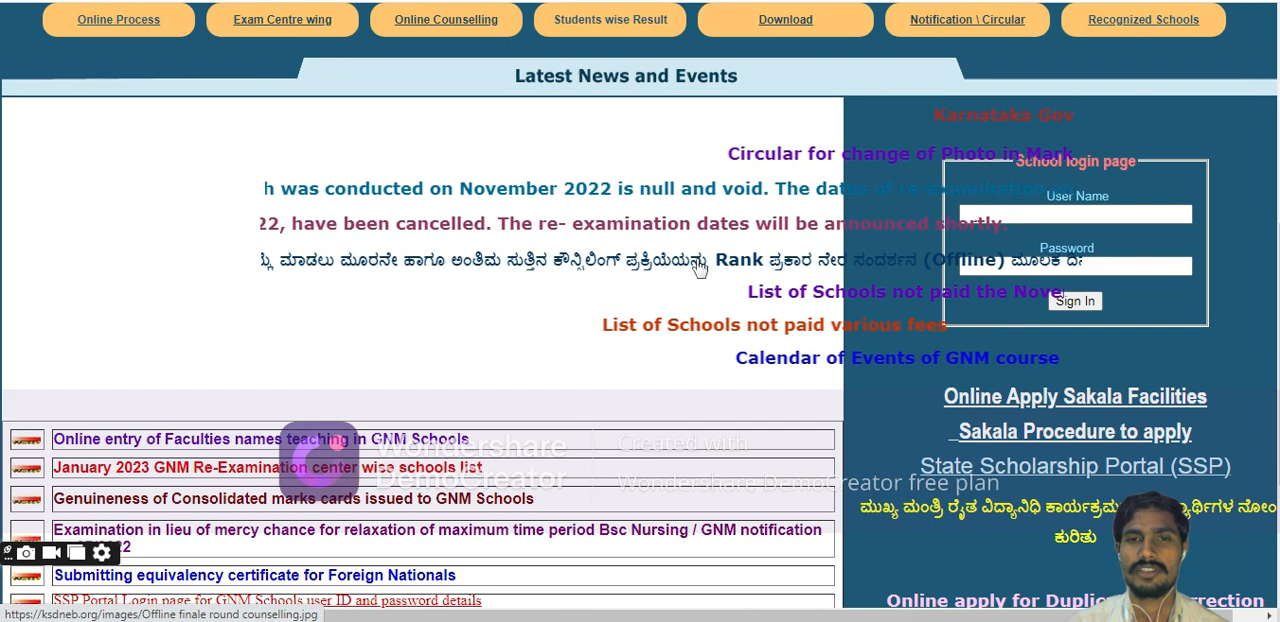 Online Process
Exam Centre wing
Online Counselling
Students wise Result
Download
Notification \ Circular
Recognized Schools
Latest News and Events
Karnataka Gov
Circular for change of Photo in Mark
h was conducted on November 2022 is null and void. The dates of re-examination
22, have been cancelled. The re- examination dates will be announced shortly.
ಮಾಡಲು ಮೂರನೇ ಹಾಗೂ ಅಂತಿಮ ಸುತ್ತಿನ ಕೌನ್ಸಿಲಿಂಗ್ ಪ್ರಕ್ರಿಯೆಯನ್ನು Rank ಪ್ರಕಾರ ನೇರ ಸಂದರ್ಶನ (Offline) ಮೂಲಕ
List of Schools not paid the Nove
List of Schools not paid various fees
Calendar of Events of GNM course
School login page
User Name
Password
Sign In
Online Apply Sakala Facilities
Sakala Procedure to apply
State Scholarship Portal (SSP)
ಮುಖ್ಯ ಮಂತ್ರಿ ರೈತ ವಿದ್ಯಾನಿಧಿ ಕಾರ್ಯಕ್ರಮ ನೋಂ
ಕುರಿತು
Online apply for Duplic rrection
Online entry of Faculties names teaching in GNM Schools
January 2023 GNM Re-Examination center wise schools list
Genuineness of Consolidated marks cards issued to GNM Schools
Examination in lieu of mercy chance for relaxation of maximum time period Bsc Nursing / GNM notification
Submitting equivalency certificate for Foreign Nationals
SSP Portal Login page for GNM Schools user ID and password details
Wondershare
DemoCreator
Created with
Wondershare DemoCreator free plan
https://ksdneb.org/images/Offline finale round counselling.jpg